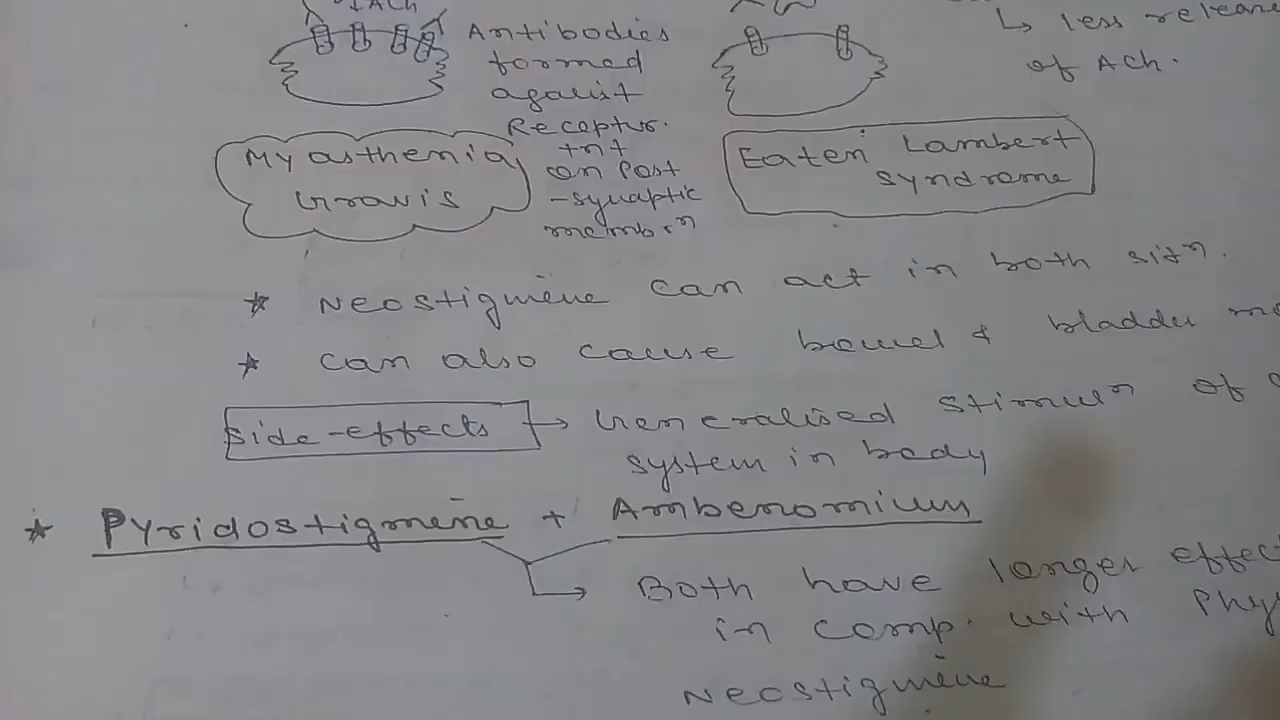 ↓ACh
Antibodies
formed
against
Receptor.
tnt
on Post
-synaptic
membrn
↳ less release
of ACh.
Myasthenia
Gravis
Eaten Lambert
syndrome
* Neostigmine can act in both sitn.
* can also cause bowel & bladder
side-effects → Generalised stimuln of
system in body
* Pyridostigmine + Ambenomium
↳ Both have longer effec
in comp. with Phy
Neostigmine